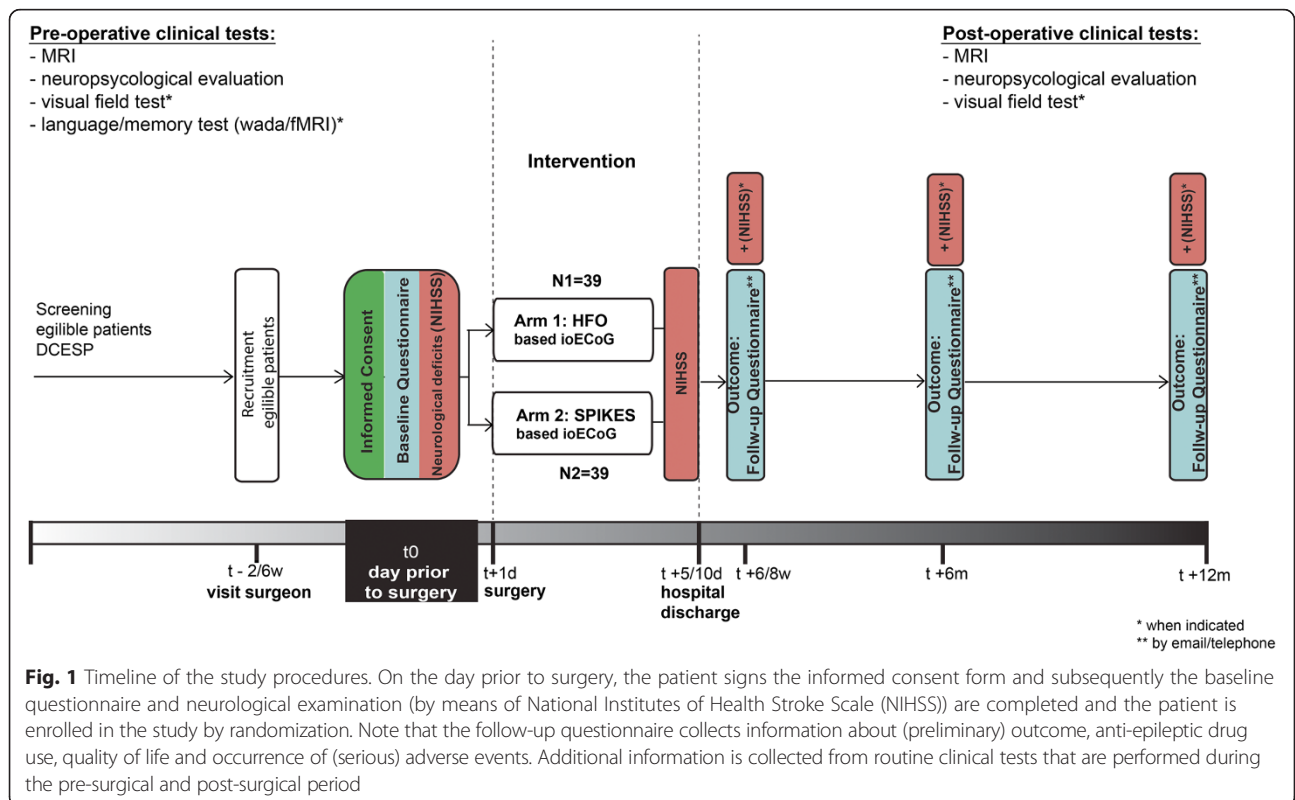 Pre-operative clinical tests:
- MRI
- neuropsycological evaluation
- visual field test*
- language/memory test (wada/fMRI)*
Post-operative clinical tests:
- MRI
- neuropsycological evaluation
- visual field test*
Intervention
Screening
egilible patients
DCESP
Recruitment
egilible patients
Informed Consent
Baseline Questionnaire
Neurological deficits (NIHSS)
N1=39
Arm 1: HFO
based ioECoG
Arm 2: SPIKES
based ioECoG
N2=39
NIHSS
+ (NIHSS)*
Outcome:
Follw-up Questionnaire**
+ (NIHSS)*
Outcome:
Follw-up Questionnaire**
+ (NIHSS)*
Outcome:
Follw-up Questionnaire**
t - 2/6w
visit surgeon
t0
day prior
to surgery
t+1d
surgery
t +5/10d
hospital
discharge
t +6/8w
t +6m
t +12m
* when indicated
** by email/telephone
Fig. 1 Timeline of the study procedures. On the day prior to surgery, the patient signs the informed consent form and subsequently the baseline
questionnaire and neurological examination (by means of National Institutes of Health Stroke Scale (NIHSS)) are completed and the patient is
enrolled in the study by randomization. Note that the follow-up questionnaire collects information about (preliminary) outcome, anti-epileptic drug
use, quality of life and occurrence of (serious) adverse events. Additional information is collected from routine clinical tests that are performed during
the pre-surgical and post-surgical period